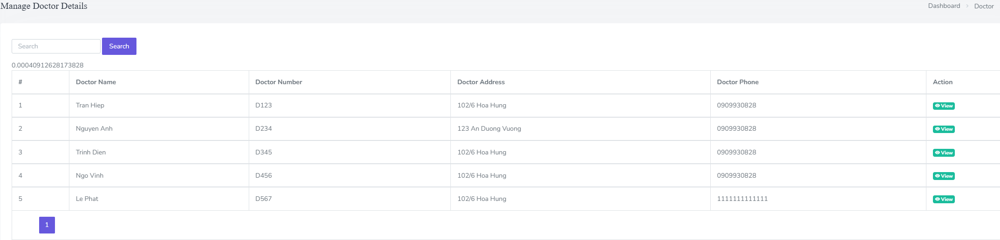 Manage Doctor Details
Dashboard > Doctor
Search Search
0.00040912628173828
# Doctor Name Doctor Number Doctor Address Doctor Phone Action
1 Tran Hiep D123 102/6 Hoa Hung 0909930828 View
2 Nguyen Anh D234 123 An Duong Vuong 0909930828 View
3 Trinh Dien D345 102/6 Hoa Hung 0909930828 View
4 Ngo Vinh D456 102/6 Hoa Hung 0909930828 View
5 Le Phat D567 102/6 Hoa Hung 1111111111111 View
1